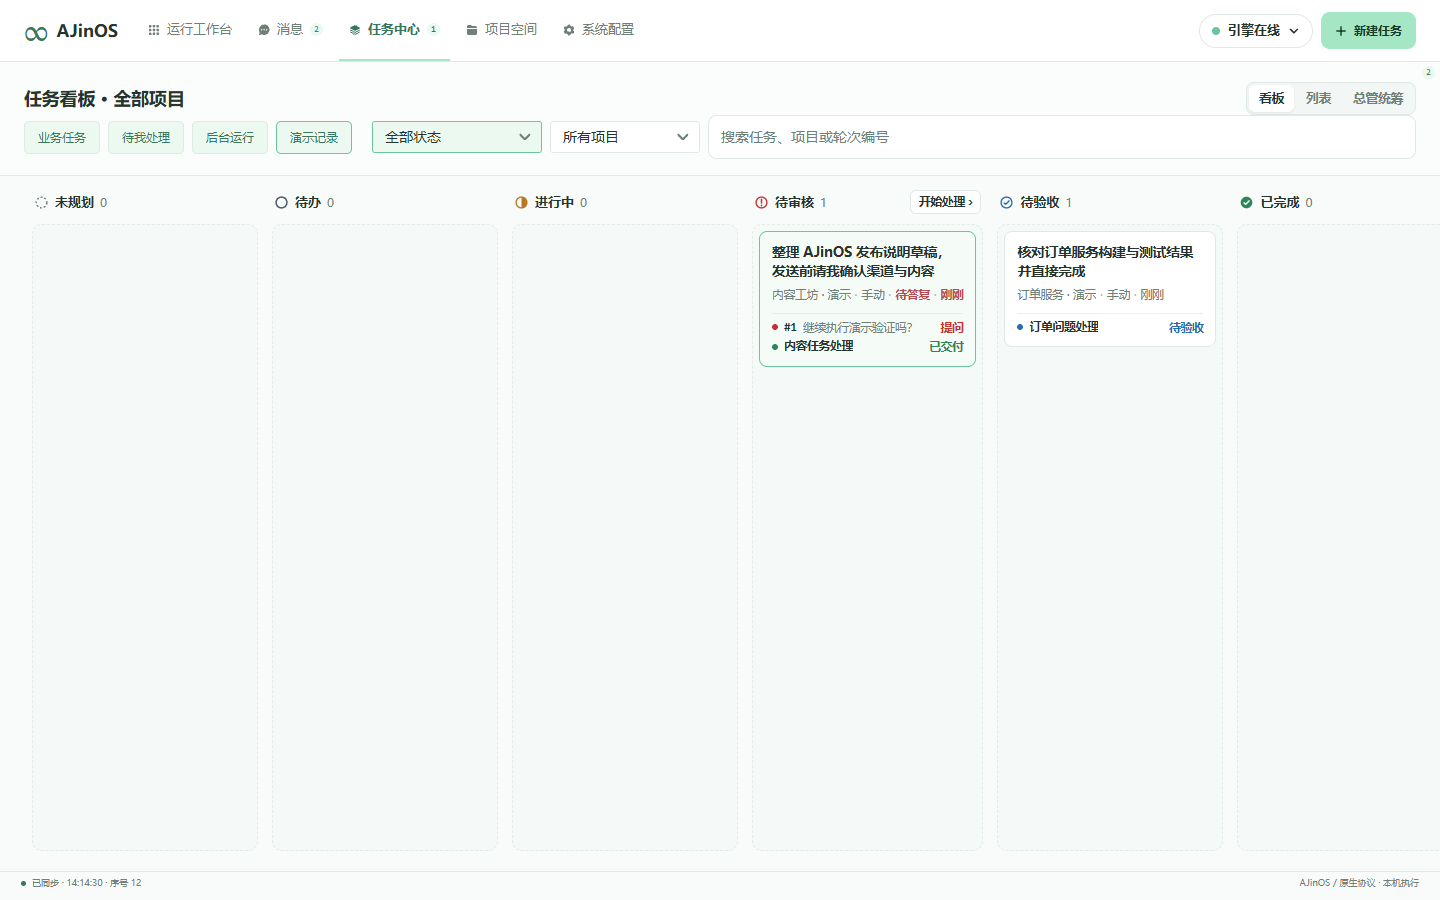 AJinOS 运行工作台 消息 2 任务中心 1 项目空间 系统配置 引擎在线 新建任务
2
任务看板 • 全部项目 看板 列表 总管统筹
业务任务 待我处理 后台运行 演示记录 全部状态 所有项目 搜索任务、项目或轮次编号
未规划 0 待办 0 进行中 0 待审核 1 开始处理 › 待验收 1 已完成 0
整理 AJinOS 发布说明草稿，
发送前请我确认渠道与内容
内容工坊 · 演示 · 手动 · 待答复 · 刚刚
#1 继续执行演示验证吗? 提问
内容任务处理 已交付
核对订单服务构建与测试结果
并直接完成
订单服务 · 演示 · 手动 · 刚刚
订单问题处理 待验收
已同步 · 14:14:30 · 序号 12 AJinOS / 原生协议 · 本机执行